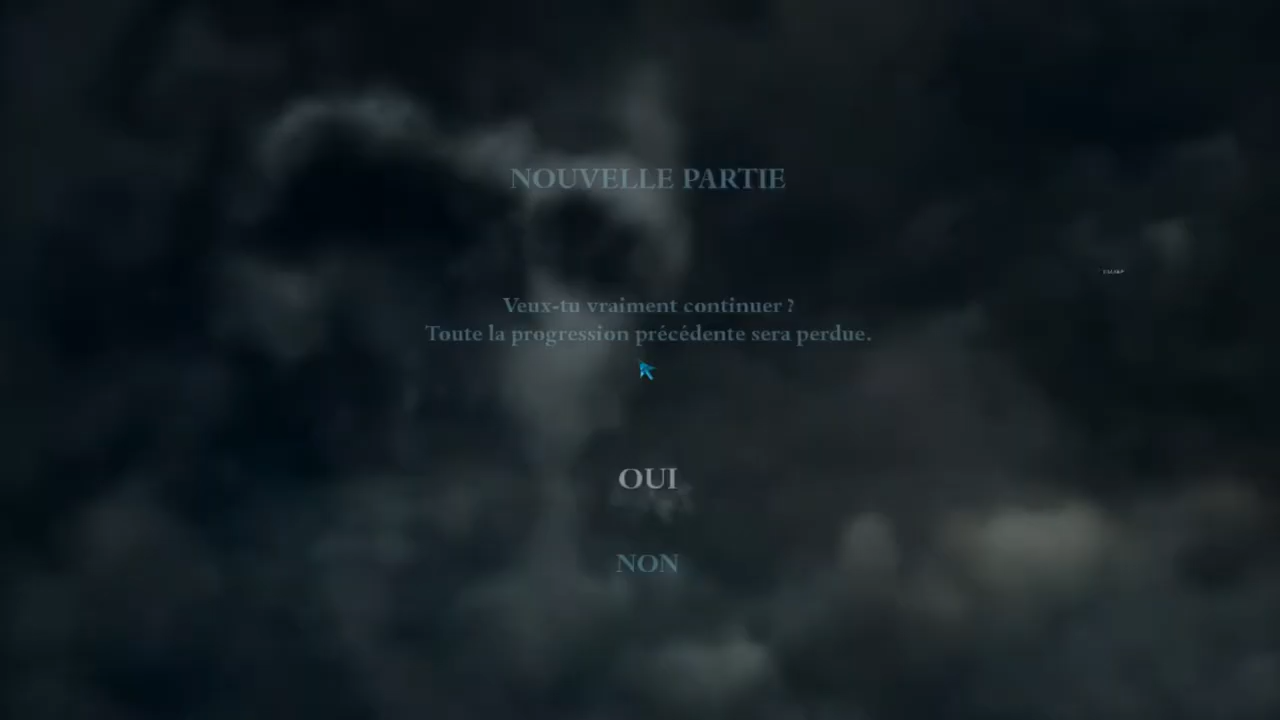 NOUVELLE PARTIE
Veux-tu vraiment continuer ?
Toute la progression précédente sera perdue.
OUI
NON